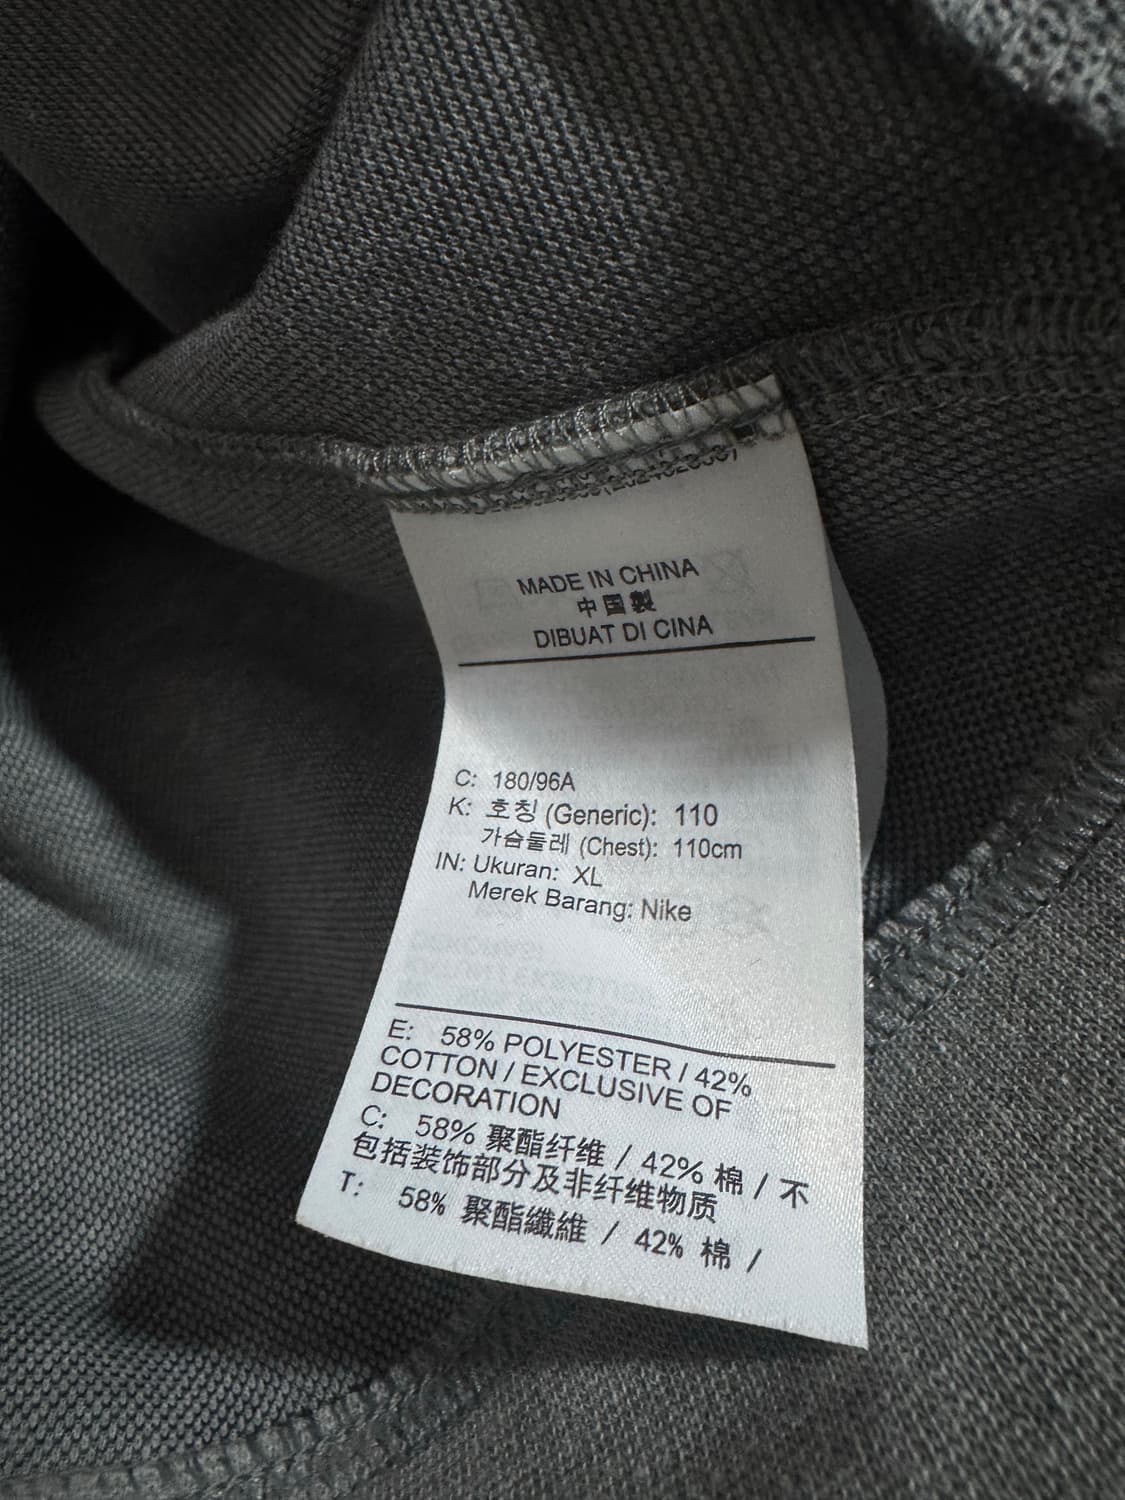 MADE IN CHINA
中国製
DIBUAT DI CINA
C: 180/96A
K: 호칭 (Generic): 110
가슴둘레 (Chest): 110cm
IN: Ukuran: XL
Merek Barang: Nike
E: 58% POLYESTER / 42%
COTTON / EXCLUSIVE OF
DECORATION
C: 58% 聚酯纤维 / 42% 棉 / 不
包括装饰部分及非纤维物质
T: 58% 聚酯纖維 / 42% 棉 /